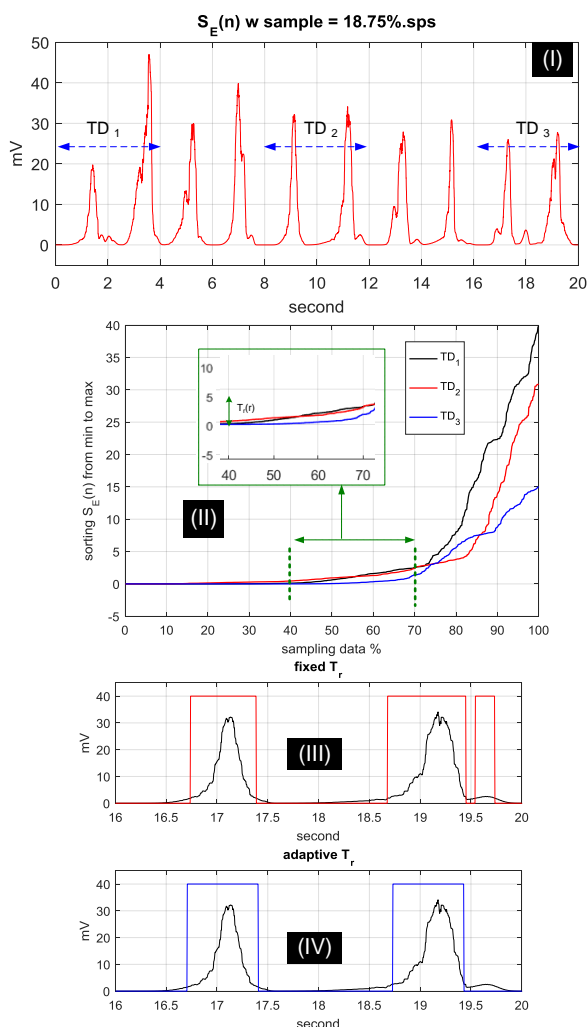 S_E(n) w sample = 18.75%.sps
(I)
50
40
30
20
10
0
mV
TD 1
TD 2
TD 3
0 2 4 6 8 10 12 14 16 18 20
second
40
35
30
25
20
15
10
5
0
-5
sorting S_E(n) from min to max
10
5
0
-5
T_r(r)
40 50 60 70
TD_1
TD_2
TD_3
(II)
0 10 20 30 40 50 60 70 80 90 100
sampling data %
fixed T_r
40
30
20
10
0
mV
(III)
16 16.5 17 17.5 18 18.5 19 19.5 20
second
adaptive T_r
40
30
20
10
0
mV
(IV)
16 16.5 17 17.5 18 18.5 19 19.5 20
second